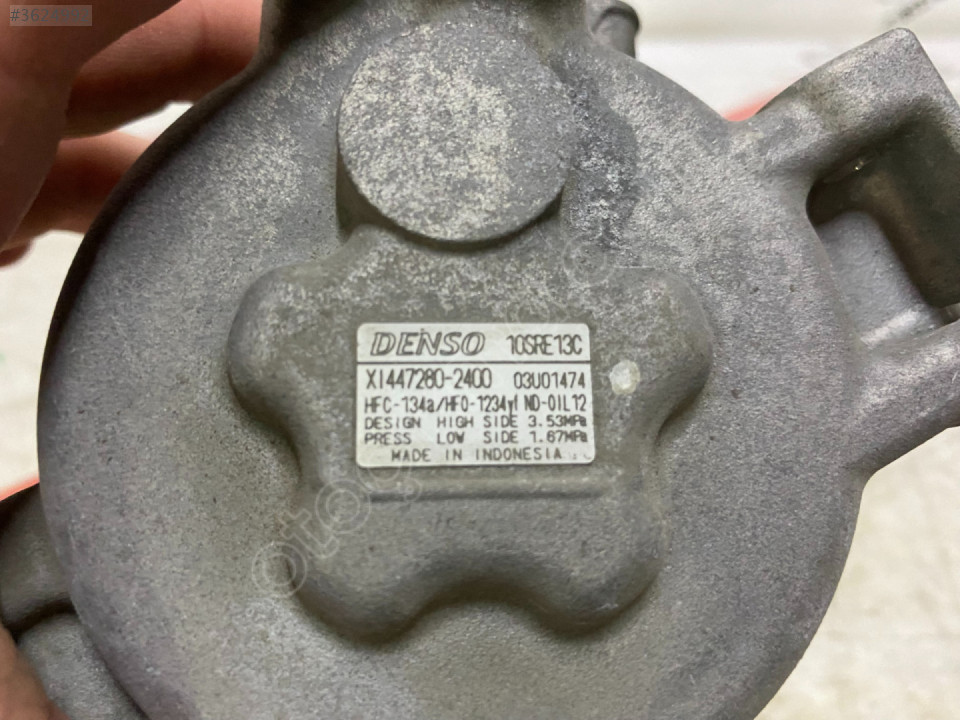 DENSO 10SRE13C
XI447280-2400 03U01474
HFC-134a/HFO-1234yf ND-OIL12
DESIGN HIGH SIDE 3.53MPa
PRESS LOW SIDE 1.67MPa
MADE IN INDONESIA